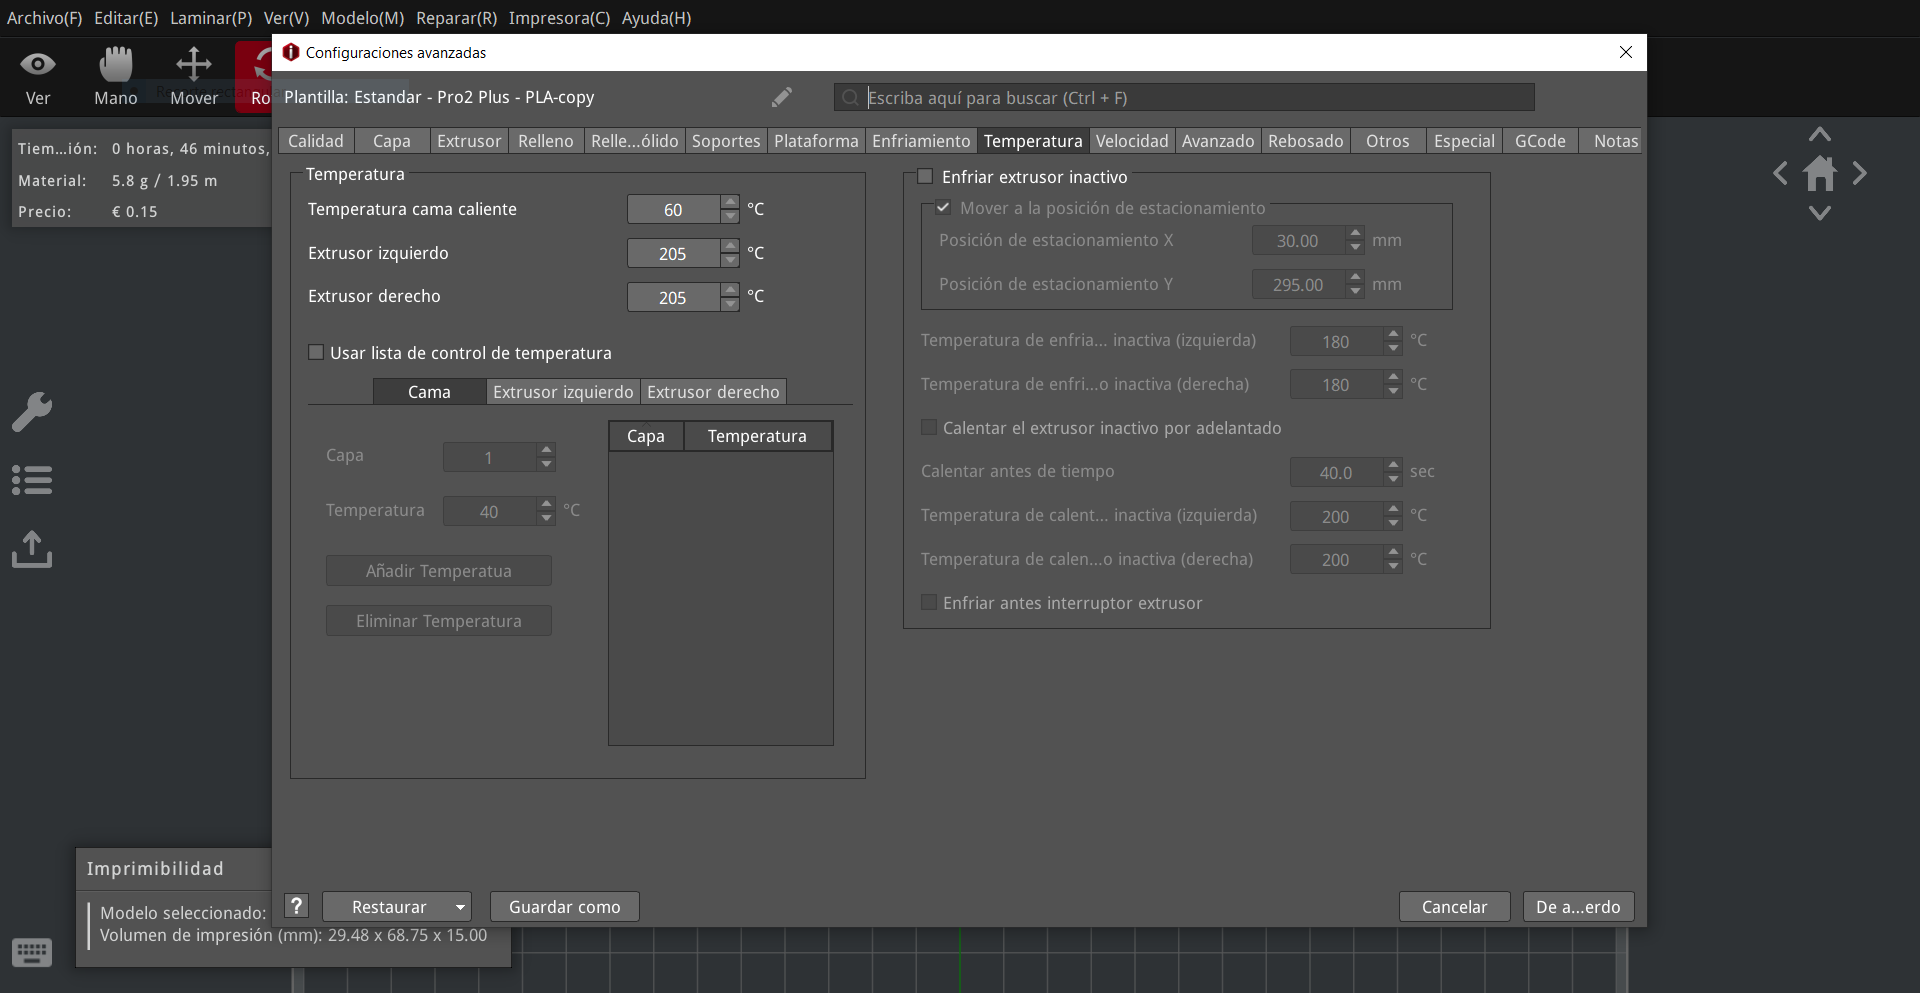 Archivo(F) Editar(E) Laminar(P) Ver(V) Modelo(M) Reparar(R) Impresora(C) Ayuda(H)
Ver Mano Mover Ro
Configuraciones avanzadas
Plantilla: Estandar - Pro2 Plus - PLA-copy
Escriba aquí para buscar (Ctrl + F)
Calidad Capa Extrusor Relleno Relle...ólido Soportes Plataforma Enfriamiento Temperatura Velocidad Avanzado Rebosado Otros Especial GCode Notas
Tiem...ión: 0 horas, 46 minutos,
Material: 5.8 g / 1.95 m
Precio: € 0.15
Temperatura
Temperatura cama caliente 60 °C
Extrusor izquierdo 205 °C
Extrusor derecho 205 °C
Usar lista de control de temperatura
Cama Extrusor izquierdo Extrusor derecho
Capa 1
Temperatura 40 °C
Añadir Temperatua
Eliminar Temperatura
Capa Temperatura
Enfriar extrusor inactivo
Mover a la posición de estacionamiento
Posición de estacionamiento X 30.00 mm
Posición de estacionamiento Y 295.00 mm
Temperatura de enfria... inactiva (izquierda) 180 °C
Temperatura de enfri...o inactiva (derecha) 180 °C
Calentar el extrusor inactivo por adelantado
Calentar antes de tiempo 40.0 sec
Temperatura de calent... inactiva (izquierda) 200 °C
Temperatura de calen...o inactiva (derecha) 200 °C
Enfriar antes interruptor extrusor
? Restaurar Guardar como Cancelar De a...erdo
Imprimibilidad
Modelo seleccionado:
Volumen de impresión (mm): 29.48 x 68.75 x 15.00